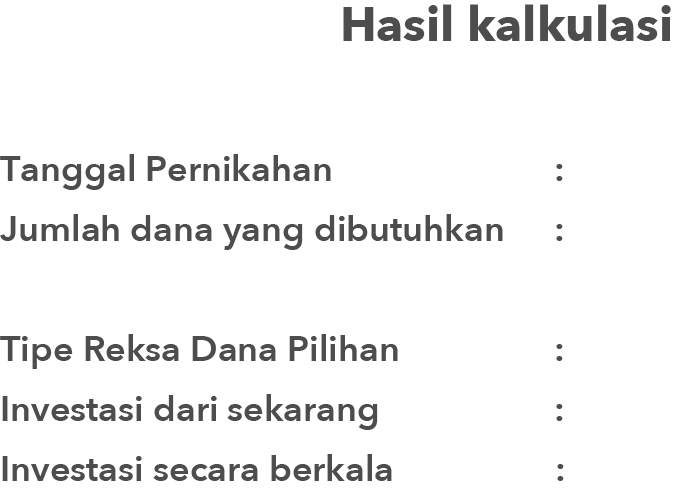 Hasil kalkulasi
Tanggal Pernikahan :
Jumlah dana yang dibutuhkan :
Tipe Reksa Dana Pilihan :
Investasi dari sekarang :
Investasi secara berkala :